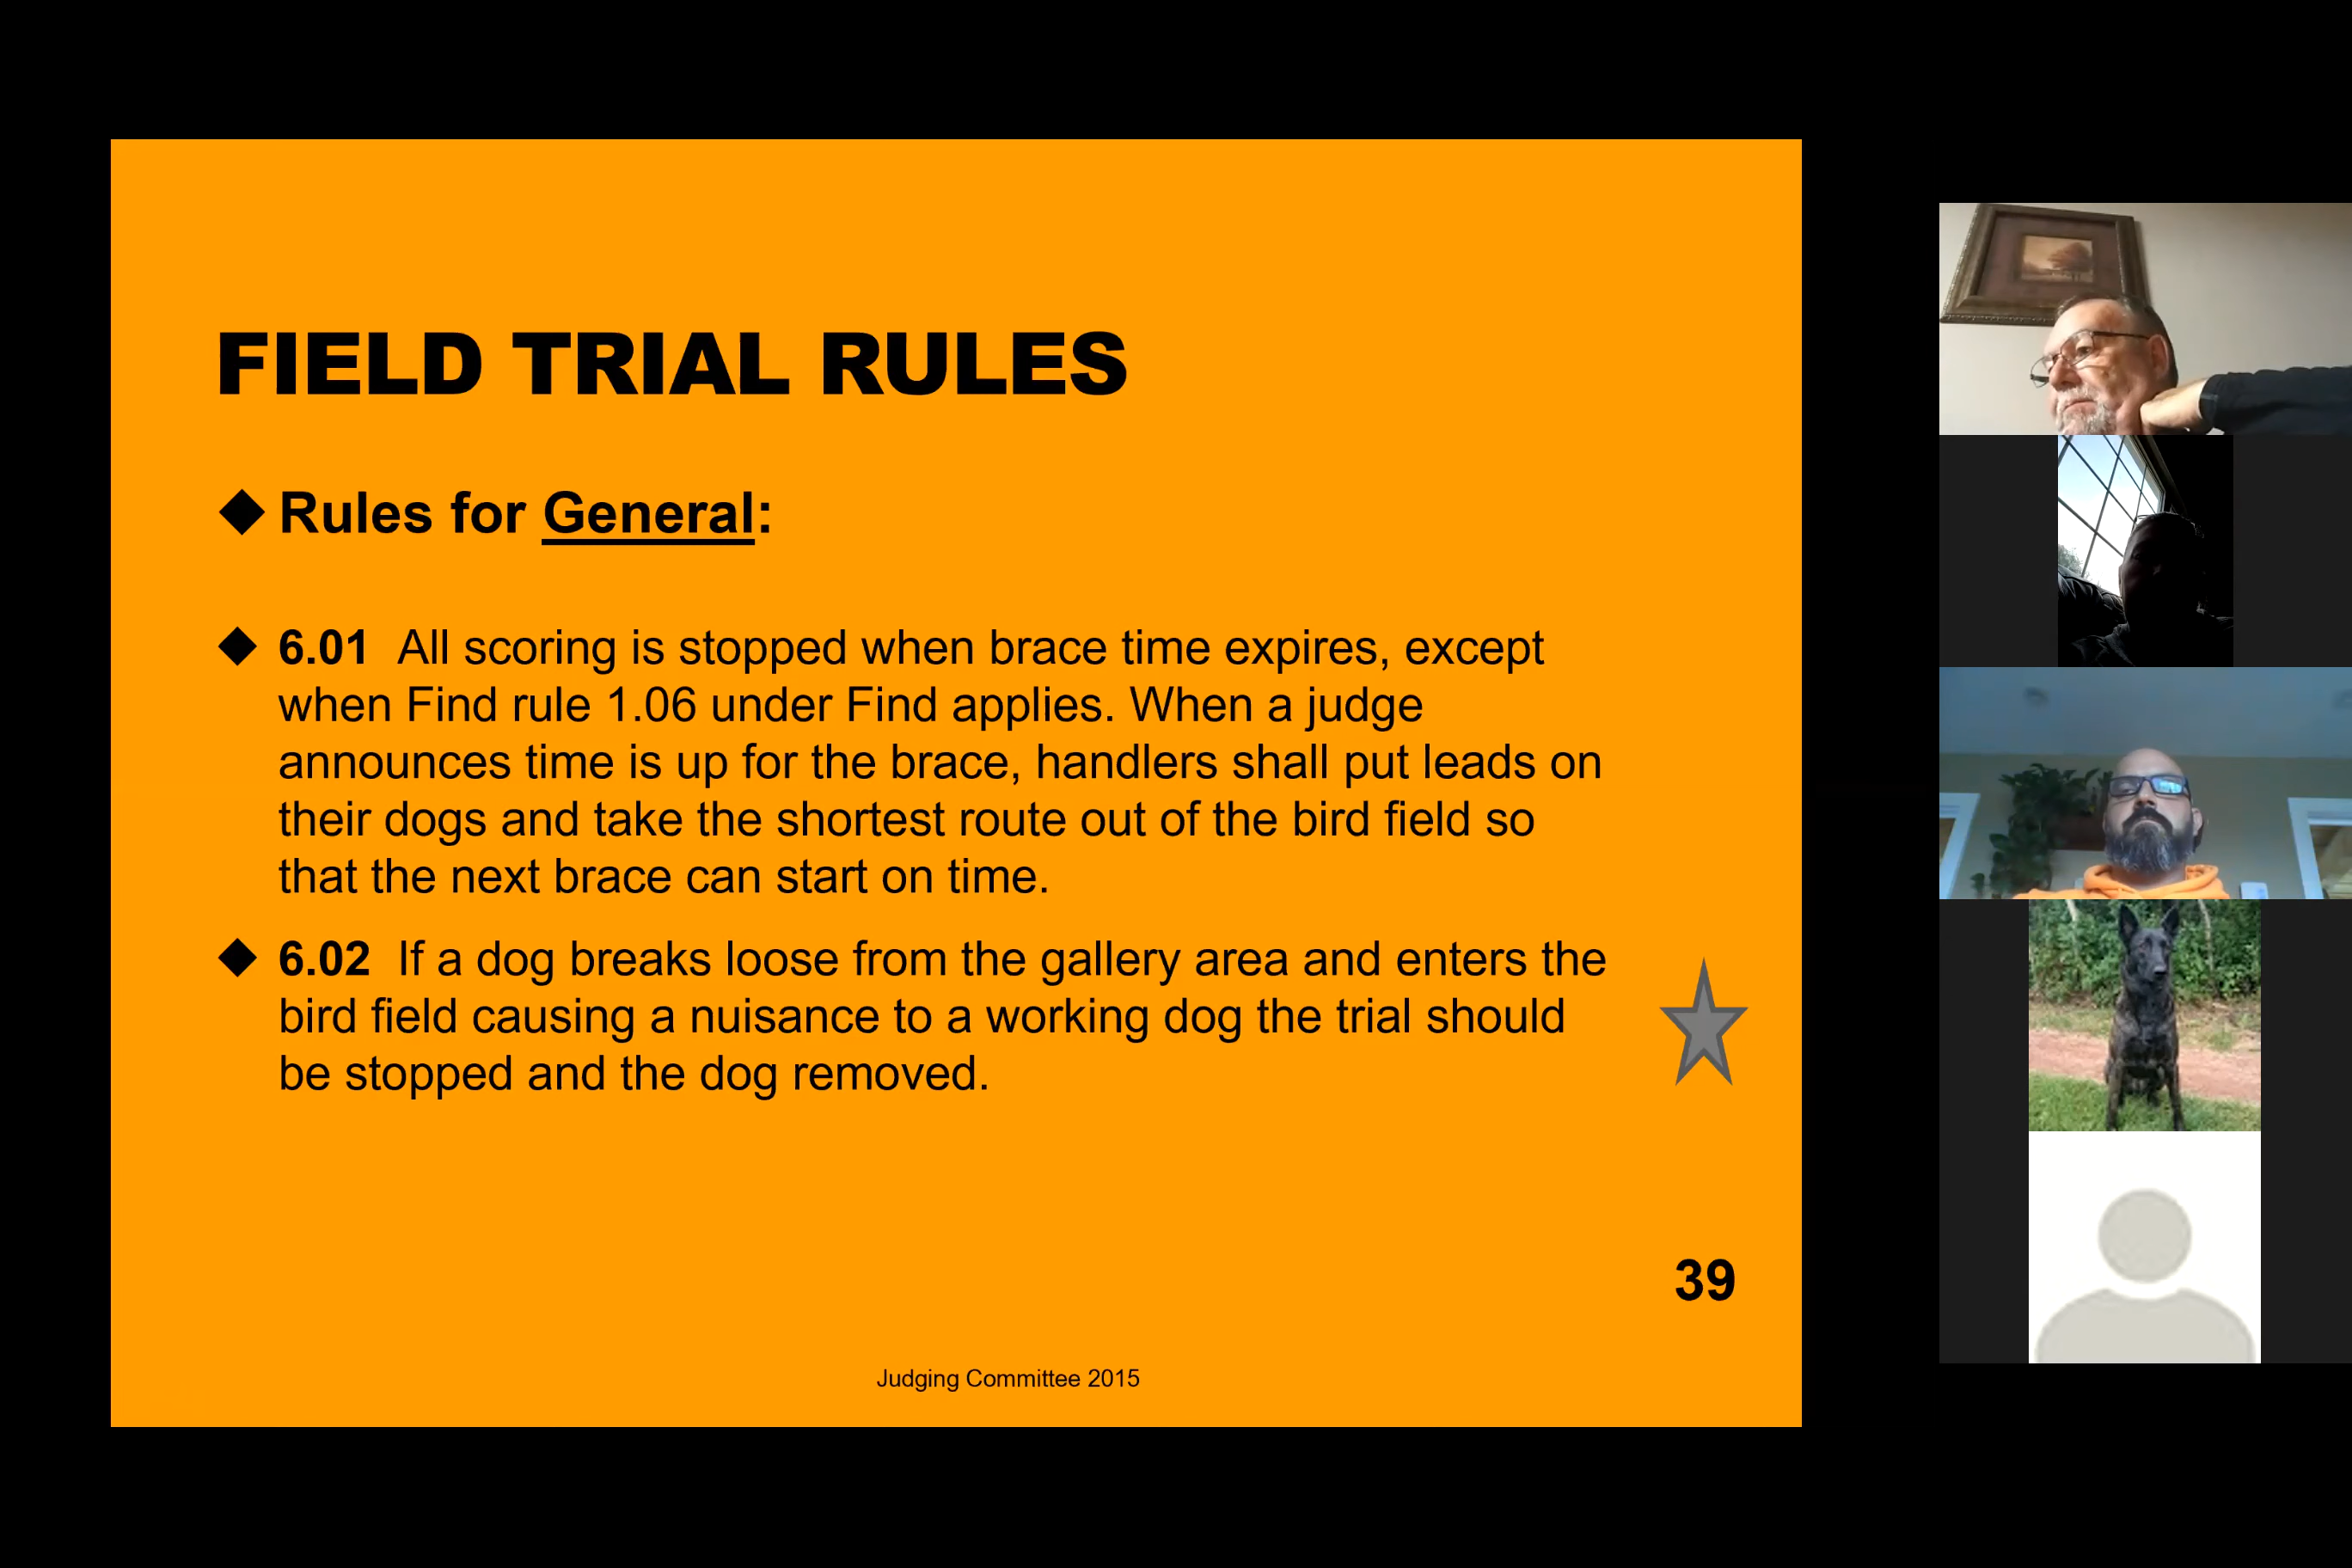 FIELD TRIAL RULES
Rules for General:
6.01 All scoring is stopped when brace time expires, except
when Find rule 1.06 under Find applies. When a judge
announces time is up for the brace, handlers shall put leads on
their dogs and take the shortest route out of the bird field so
that the next brace can start on time.
6.02 If a dog breaks loose from the gallery area and enters the
bird field causing a nuisance to a working dog the trial should
be stopped and the dog removed.
39
Judging Committee 2015